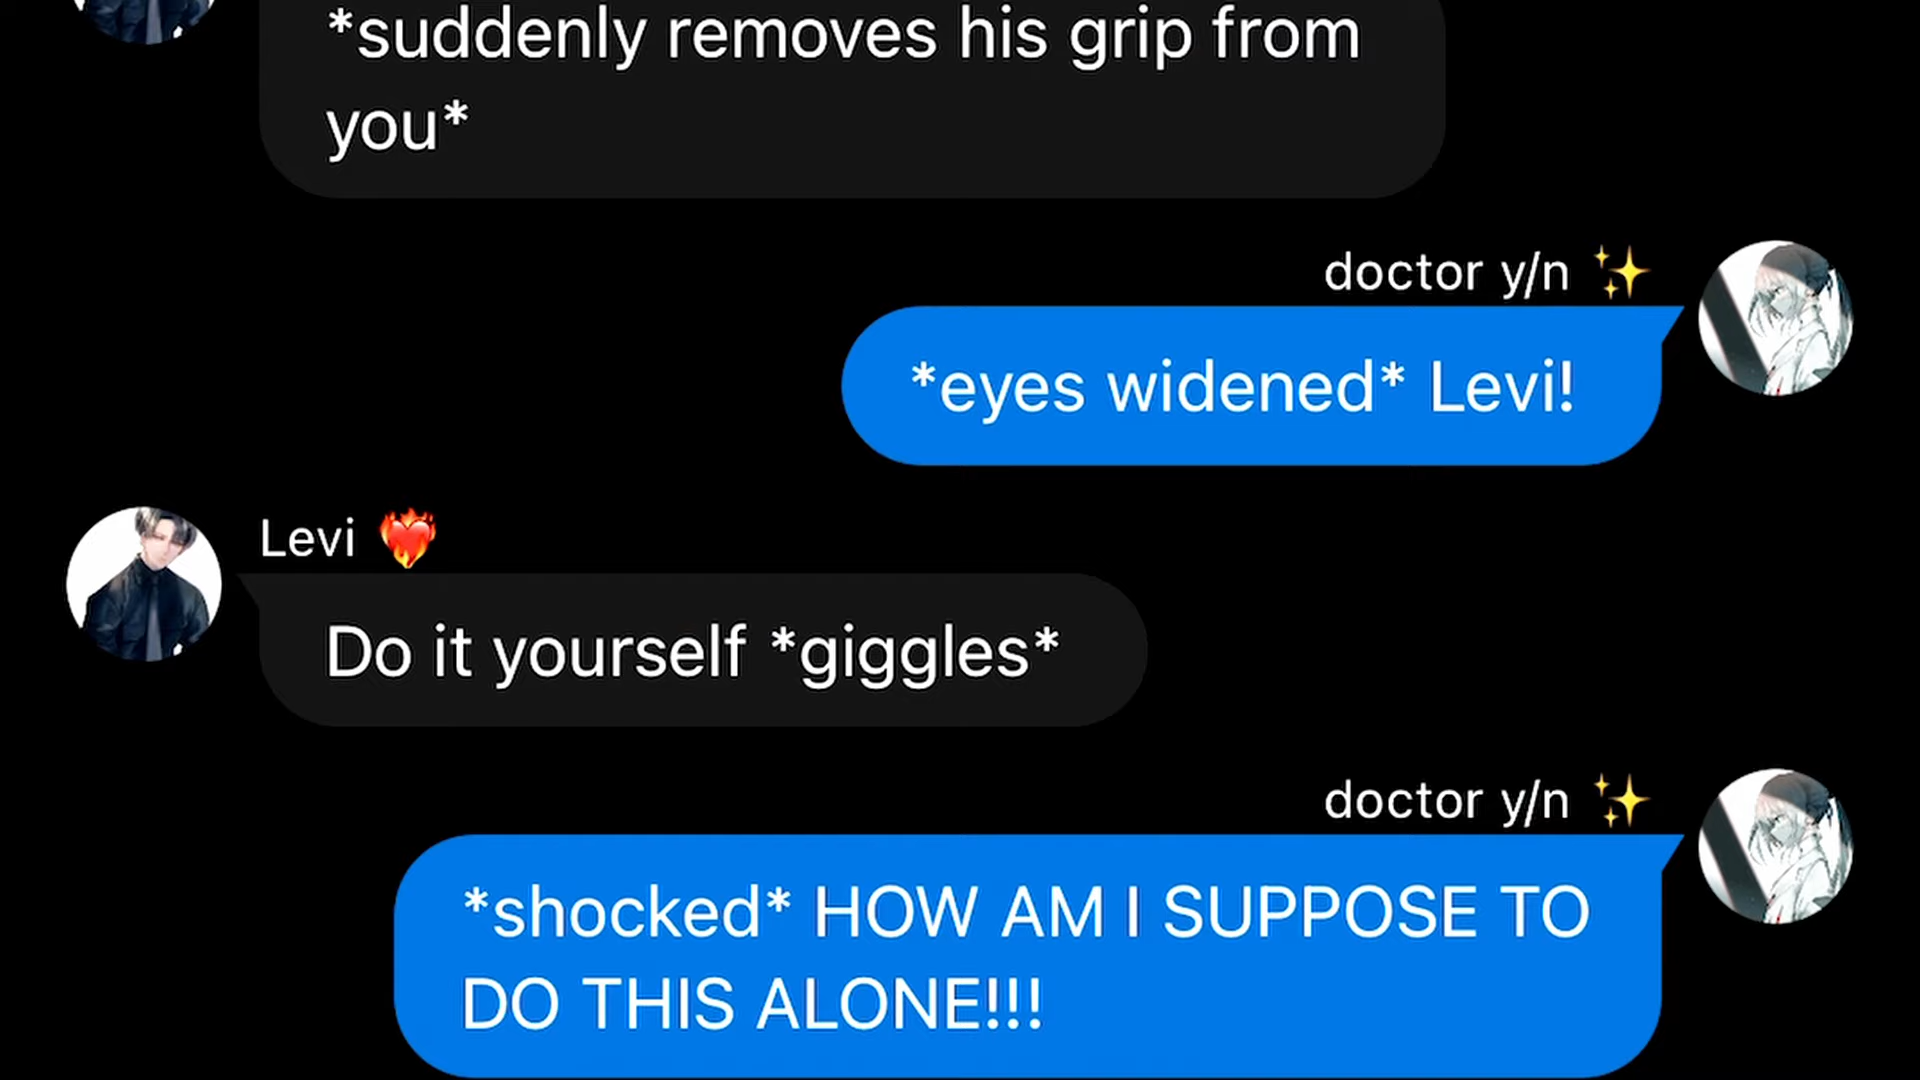 *suddenly removes his grip from
you*
doctor y/n ✨
*eyes widened* Levi!
Levi ❤️‍🔥
Do it yourself *giggles*
doctor y/n ✨
*shocked* HOW AM I SUPPOSE TO
DO THIS ALONE!!!